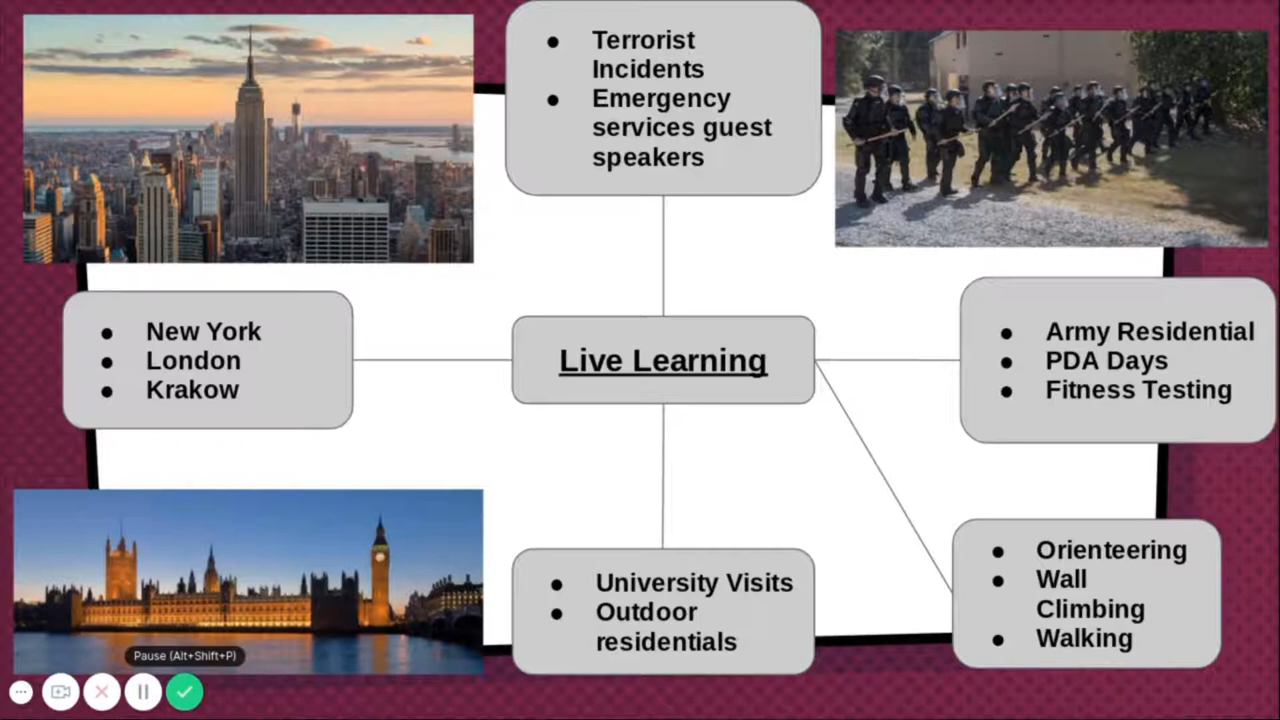 ● Terrorist
Incidents
● Emergency
services guest
speakers
● New York
● London
● Krakow
Live Learning
● Army Residential
● PDA Days
● Fitness Testing
● University Visits
● Outdoor
residentials
● Orienteering
● Wall
Climbing
● Walking
Pause (Alt+Shift+P)